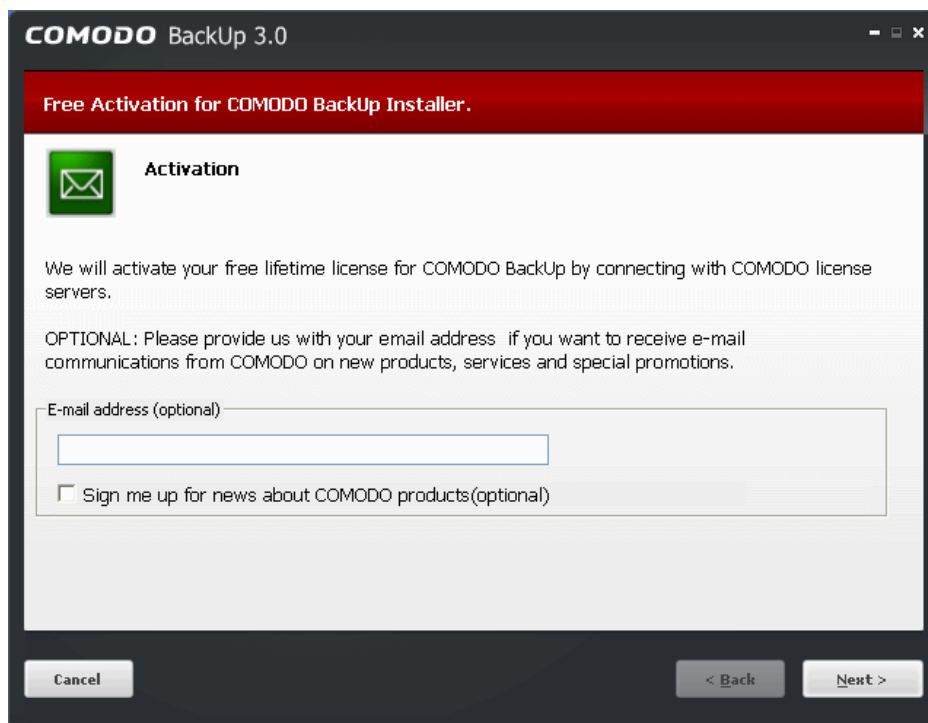 COMODO BackUp 3.0
Free Activation for COMODO BackUp Installer.
Activation
We will activate your free lifetime license for COMODO BackUp by connecting with COMODO license
servers.
OPTIONAL: Please provide us with your email address  if you want to receive e-mail
communications from COMODO on new products, services and special promotions.
E-mail address (optional)
Sign me up for news about COMODO products(optional)
Cancel
< Back
Next >